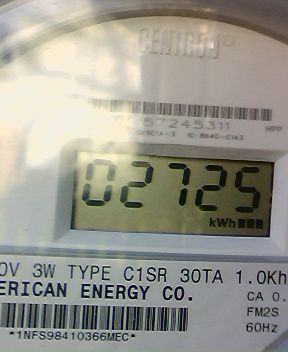 CENTRON®
57245311
02725
kWh
0V 3W TYPE C1SR 30TA 1.0Kh
ERICAN ENERGY CO.
CA 0.
FM2S
60Hz
*1NFS98410366MEC*